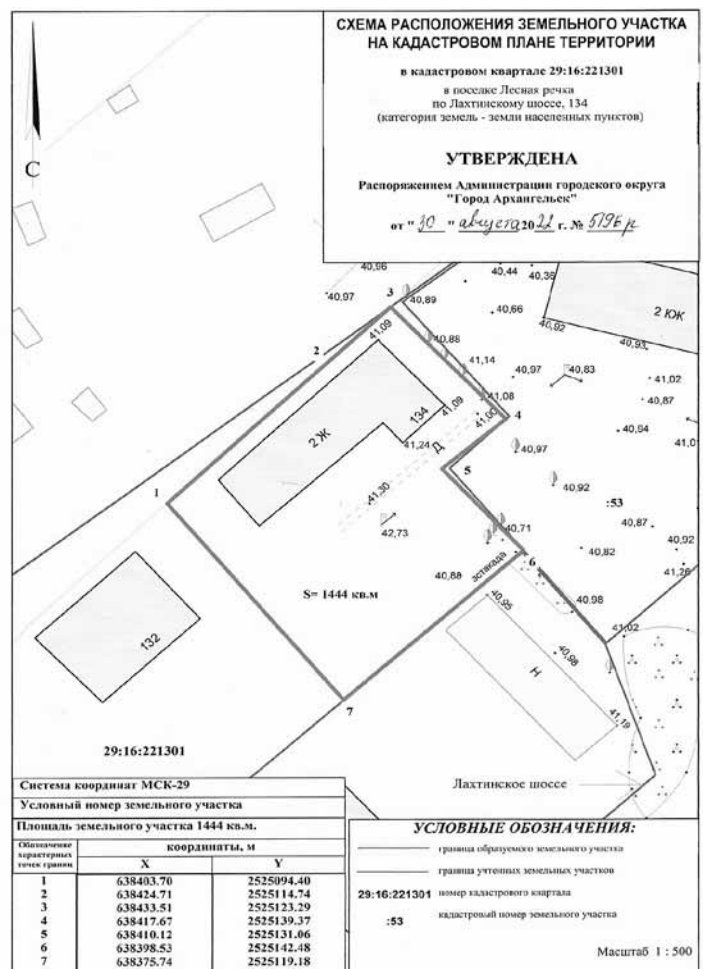 СХЕМА РАСПОЛОЖЕНИЯ ЗЕМЕЛЬНОГО УЧАСТКА
НА КАДАСТРОВОМ ПЛАНЕ ТЕРРИТОРИИ
в кадастровом квартале 29:16:221301
в поселке Лесная речка
по Лахтинскому шоссе, 134
(категория земель - земли населенных пунктов)
УТВЕРЖДЕНА
Распоряжением Администрации городского округа
"Город Архангельск"
от "30" августа 2022 г. № 5196р
С
40,96
40,97
3
40,89
40,44
40,38
40,66
40,92
2 КЖ
40,93
2
41,09
40,88
41,14
40,97
40,83
41,02
41,08
40,87
134
41,09
41,00
4
40,94
41,01
2 Ж
41,24
Д
40,97
5
40,92
1
41,30
:53
42,73
40,71
40,87
40,92
40,82
6
41,26
40,88
эстакада
S= 1444 кв.м
40,95
40,98
41,02
132
40,98
Н
41,19
7
29:16:221301
Лахтинское шоссе
Система координат МСК-29
Условный номер земельного участка
Площадь земельного участка 1444 кв.м.
Обозначение характерных точек границ
координаты, м
X Y
1 638403.70 2525094.40
2 638424.71 2525114.74
3 638433.51 2525123.29
4 638417.67 2525139.37
5 638410.12 2525131.06
6 638398.53 2525142.48
7 638375.74 2525119.18
УСЛОВНЫЕ ОБОЗНАЧЕНИЯ:
граница образуемого земельного участка
граница учтенных земельных участков
29:16:221301 номер кадастрового квартала
:53 кадастровый номер земельного участка
Масштаб 1 : 500